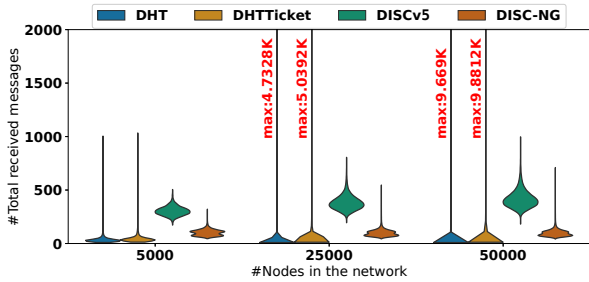 DHT DHTTicket DISCv5 DISC-NG
#Total received messages
2000
1500
1000
500
0
max:4.7328K
max:5.0392K
max:9.669K
max:9.8812K
5000 25000 50000
#Nodes in the network